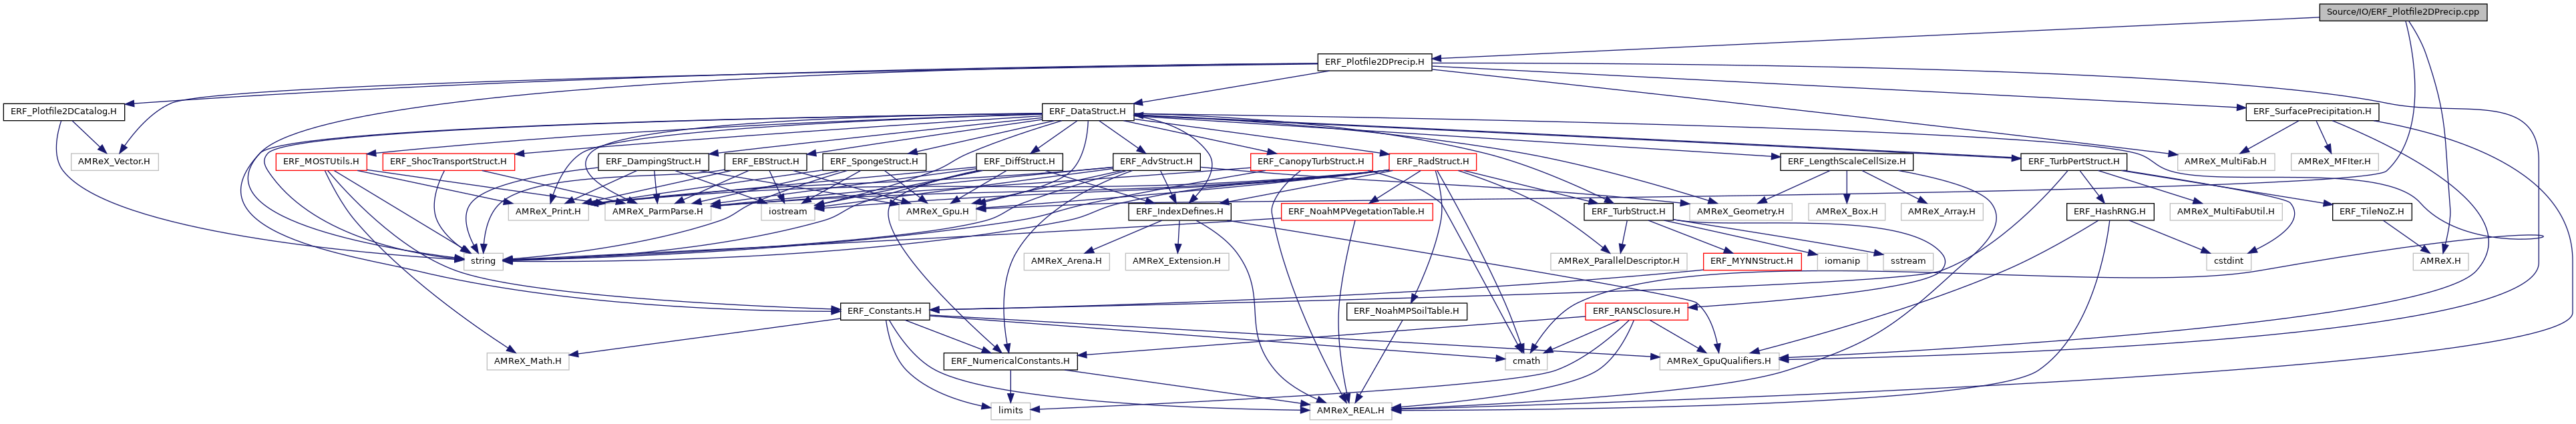 Source/IO/ERF_Plotfile2DPrecip.cpp
ERF_Plotfile2DPrecip.H
ERF_Plotfile2DCatalog.H
ERF_DataStruct.H
ERF_SurfacePrecipitation.H
AMReX_Vector.H
ERF_MOSTUtils.H
ERF_ShocTransportStruct.H
ERF_DampingStruct.H
ERF_EBStruct.H
ERF_SpongeStruct.H
ERF_DiffStruct.H
ERF_AdvStruct.H
ERF_CanopyTurbStruct.H
ERF_RadStruct.H
ERF_LengthScaleCellSize.H
ERF_TurbPertStruct.H
AMReX_MultiFab.H
AMReX_MFIter.H
AMReX_Print.H
AMReX_ParmParse.H
iostream
AMReX_Gpu.H
ERF_IndexDefines.H
ERF_NoahMPVegetationTable.H
ERF_TurbStruct.H
AMReX_Geometry.H
AMReX_Box.H
AMReX_Array.H
ERF_HashRNG.H
AMReX_MultiFabUtil.H
ERF_TileNoZ.H
string
AMReX_Arena.H
AMReX_Extension.H
AMReX_ParallelDescriptor.H
ERF_MYNNStruct.H
iomanip
sstream
cstdint
AMReX.H
ERF_Constants.H
ERF_NoahMPSoilTable.H
ERF_RANSClosure.H
AMReX_Math.H
ERF_NumericalConstants.H
cmath
AMReX_GpuQualifiers.H
limits
AMReX_REAL.H